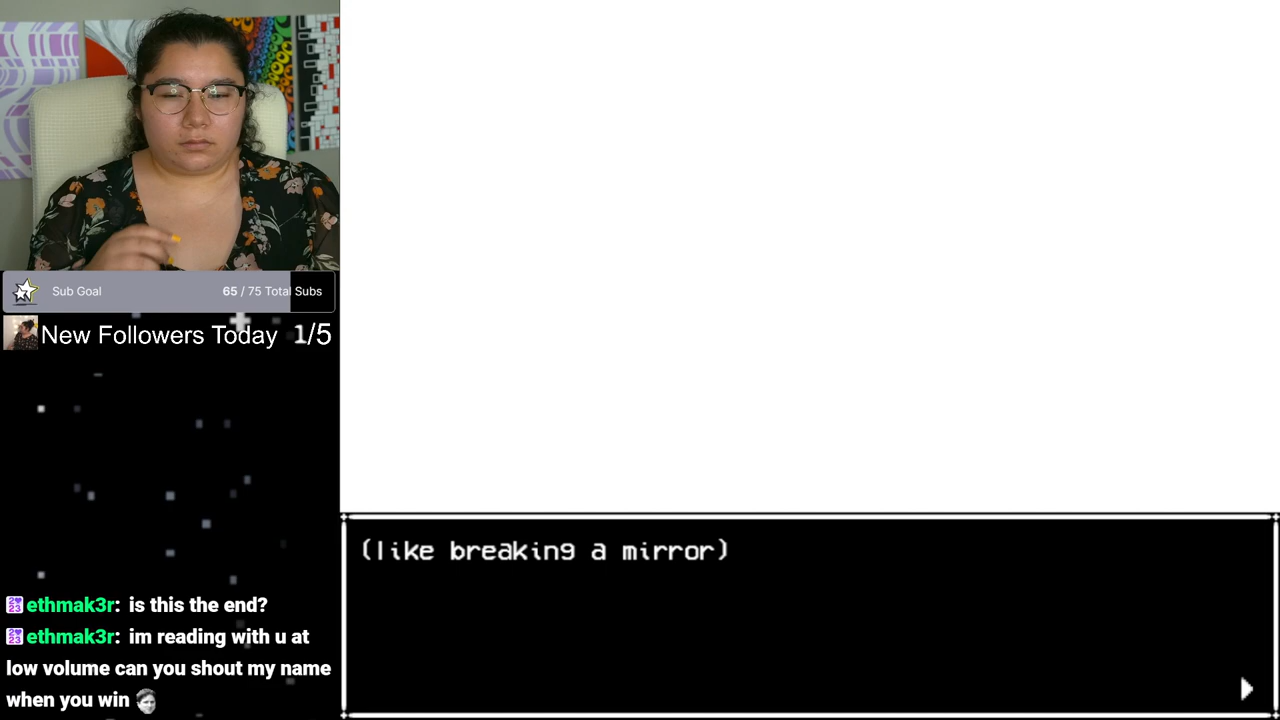 Sub Goal 65 / 75 Total Subs
New Followers Today 1/5
ethmak3r: is this the end?
ethmak3r: im reading with u at
low volume can you shout my name
when you win
(like breaking a mirror)